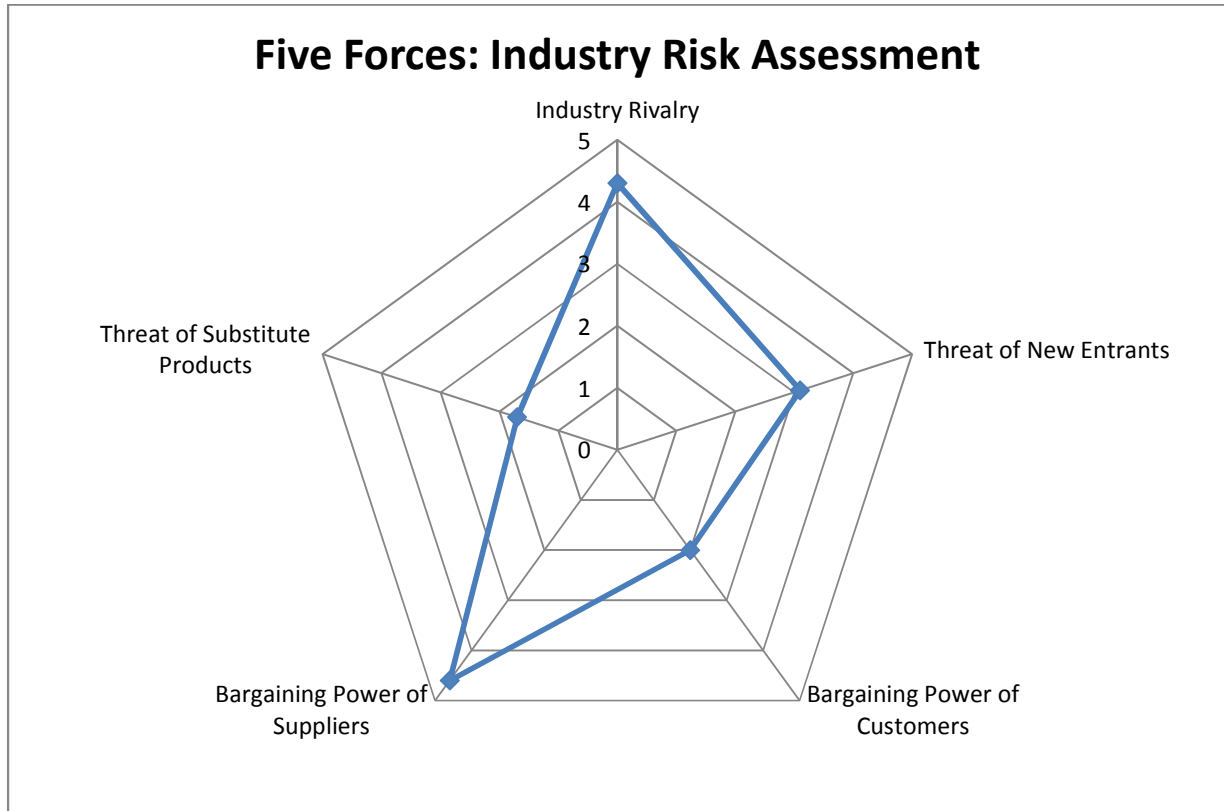 Five Forces: Industry Risk Assessment
Industry Rivalry
5
4
3
2
1
0
Threat of Substitute
Products
Threat of New Entrants
Bargaining Power of
Suppliers
Bargaining Power of
Customers